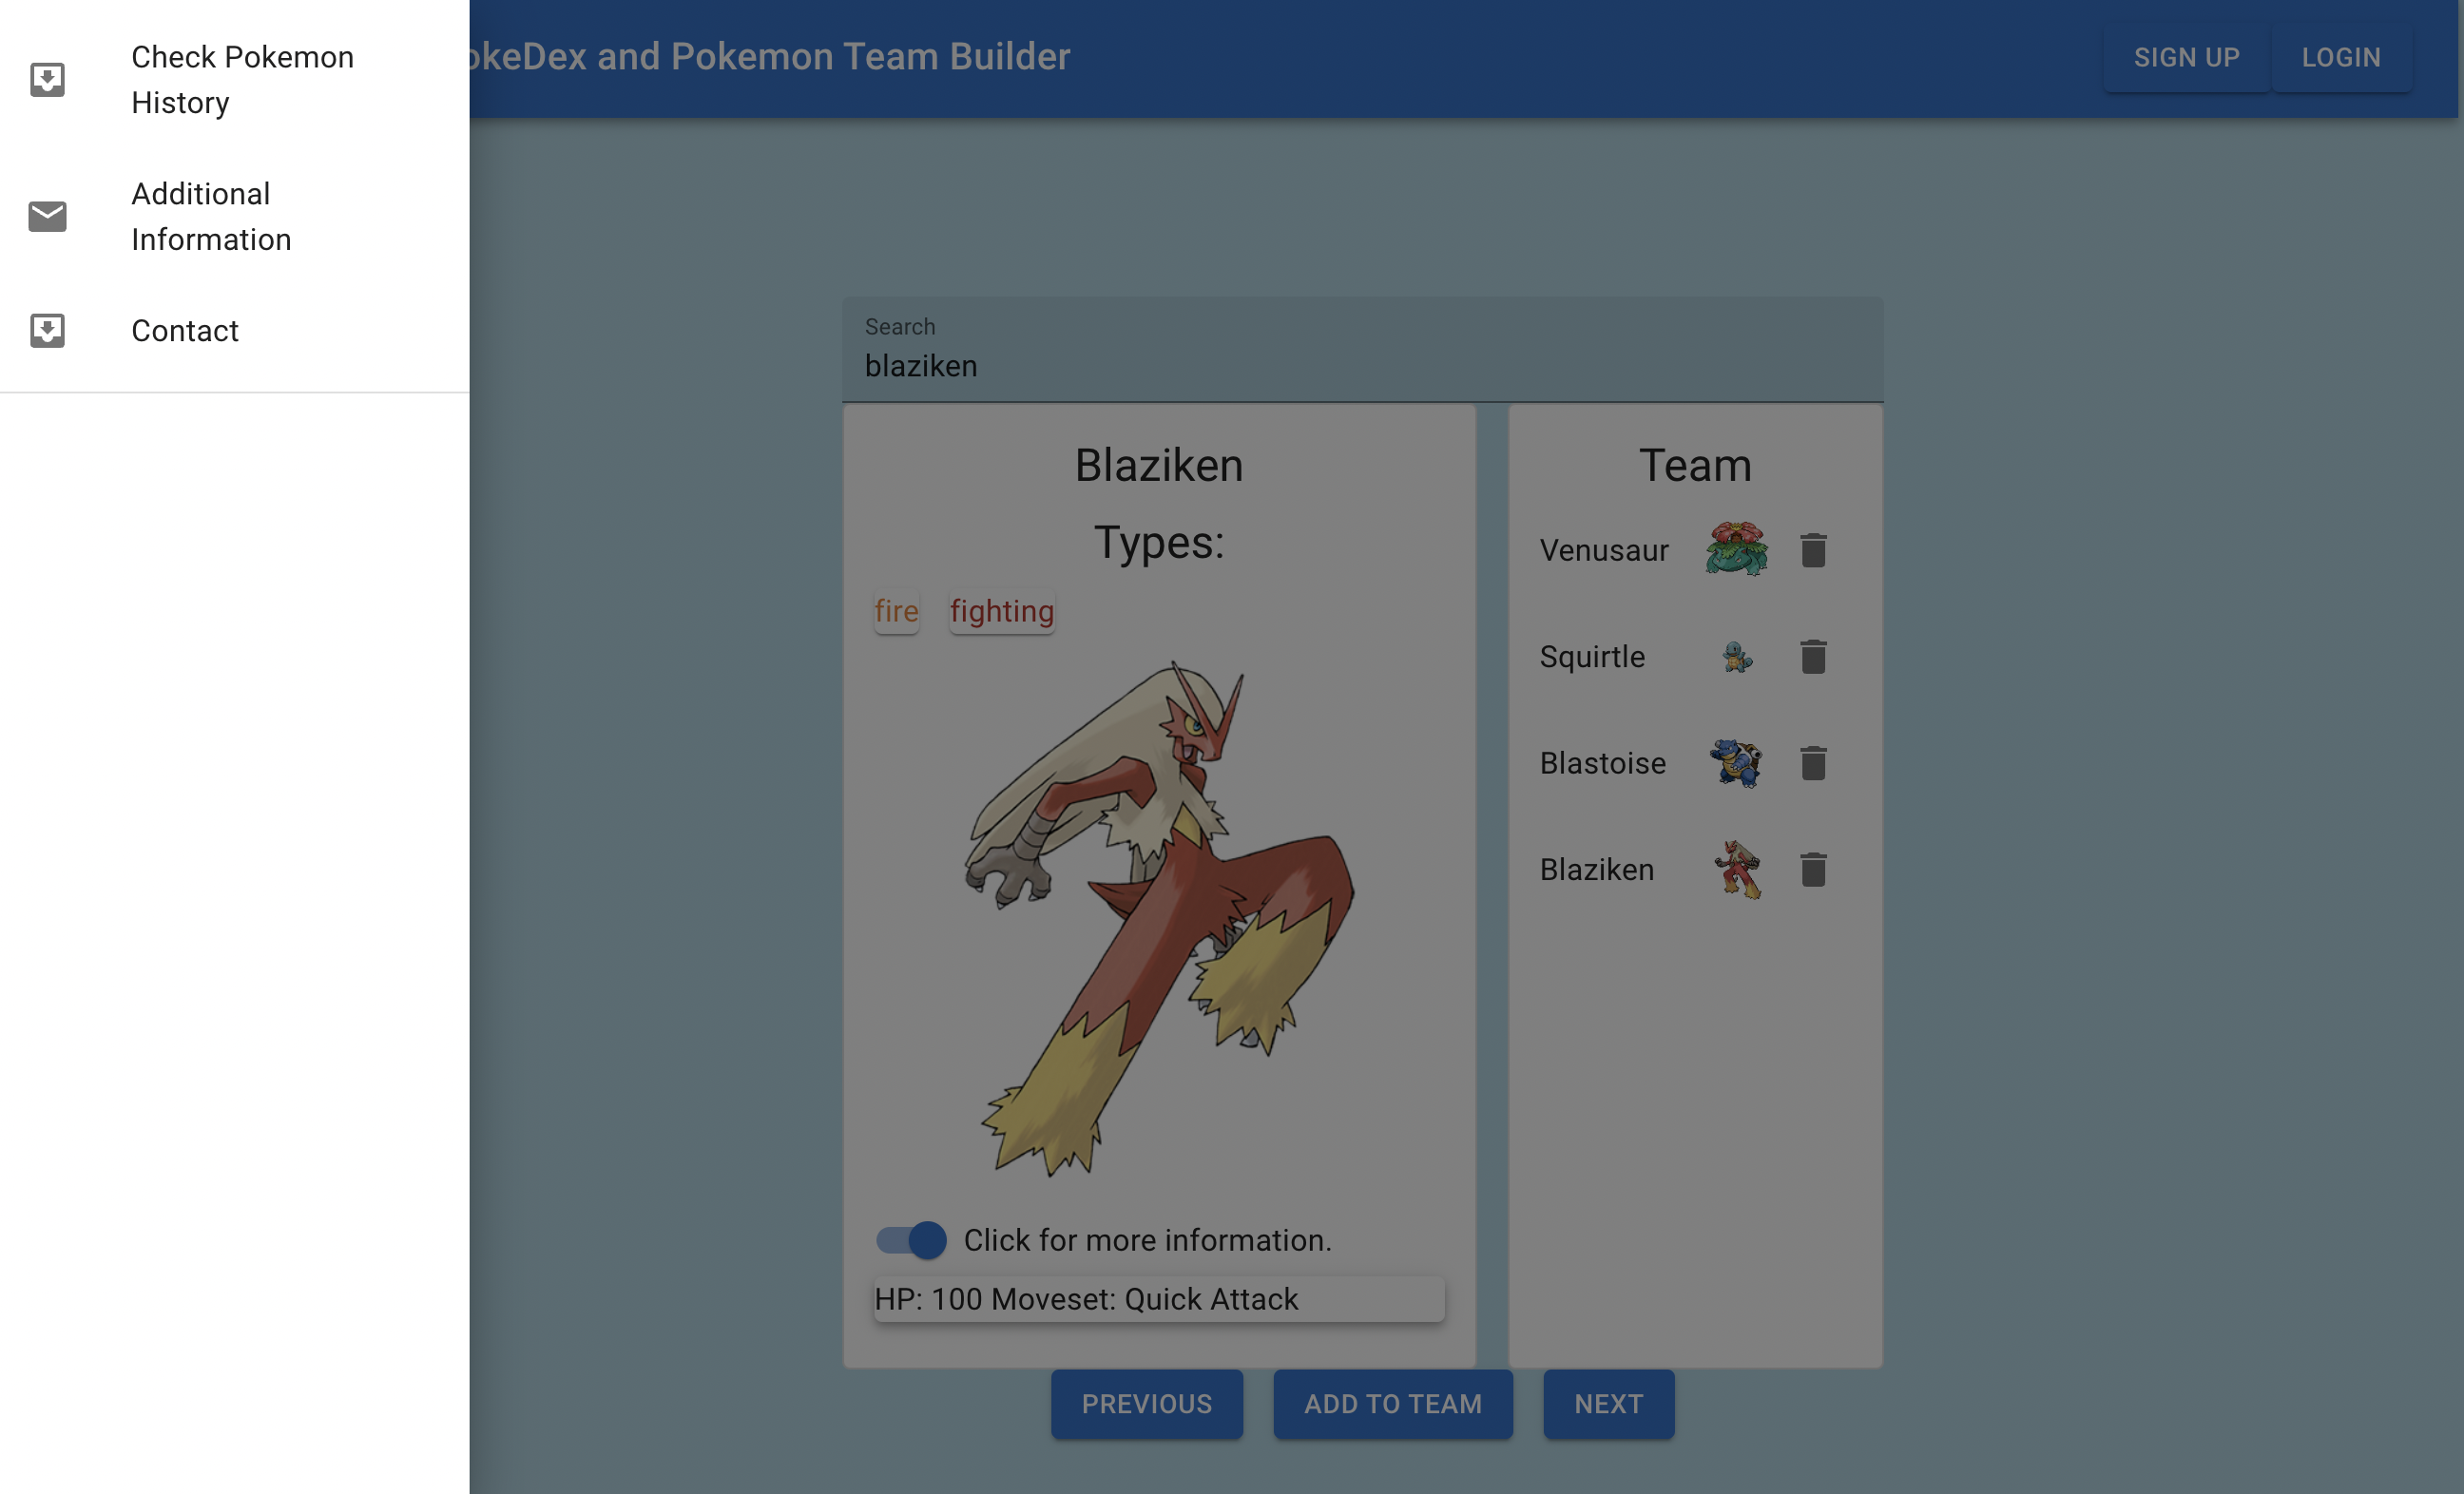 Check Pokemon
History
Additional
Information
Contact
okeDex and Pokemon Team Builder
SIGN UP
LOGIN
Search
blaziken
Blaziken
Types:
fire
fighting
Click for more information.
HP: 100 Moveset: Quick Attack
Team
Venusaur
Squirtle
Blastoise
Blaziken
PREVIOUS
ADD TO TEAM
NEXT